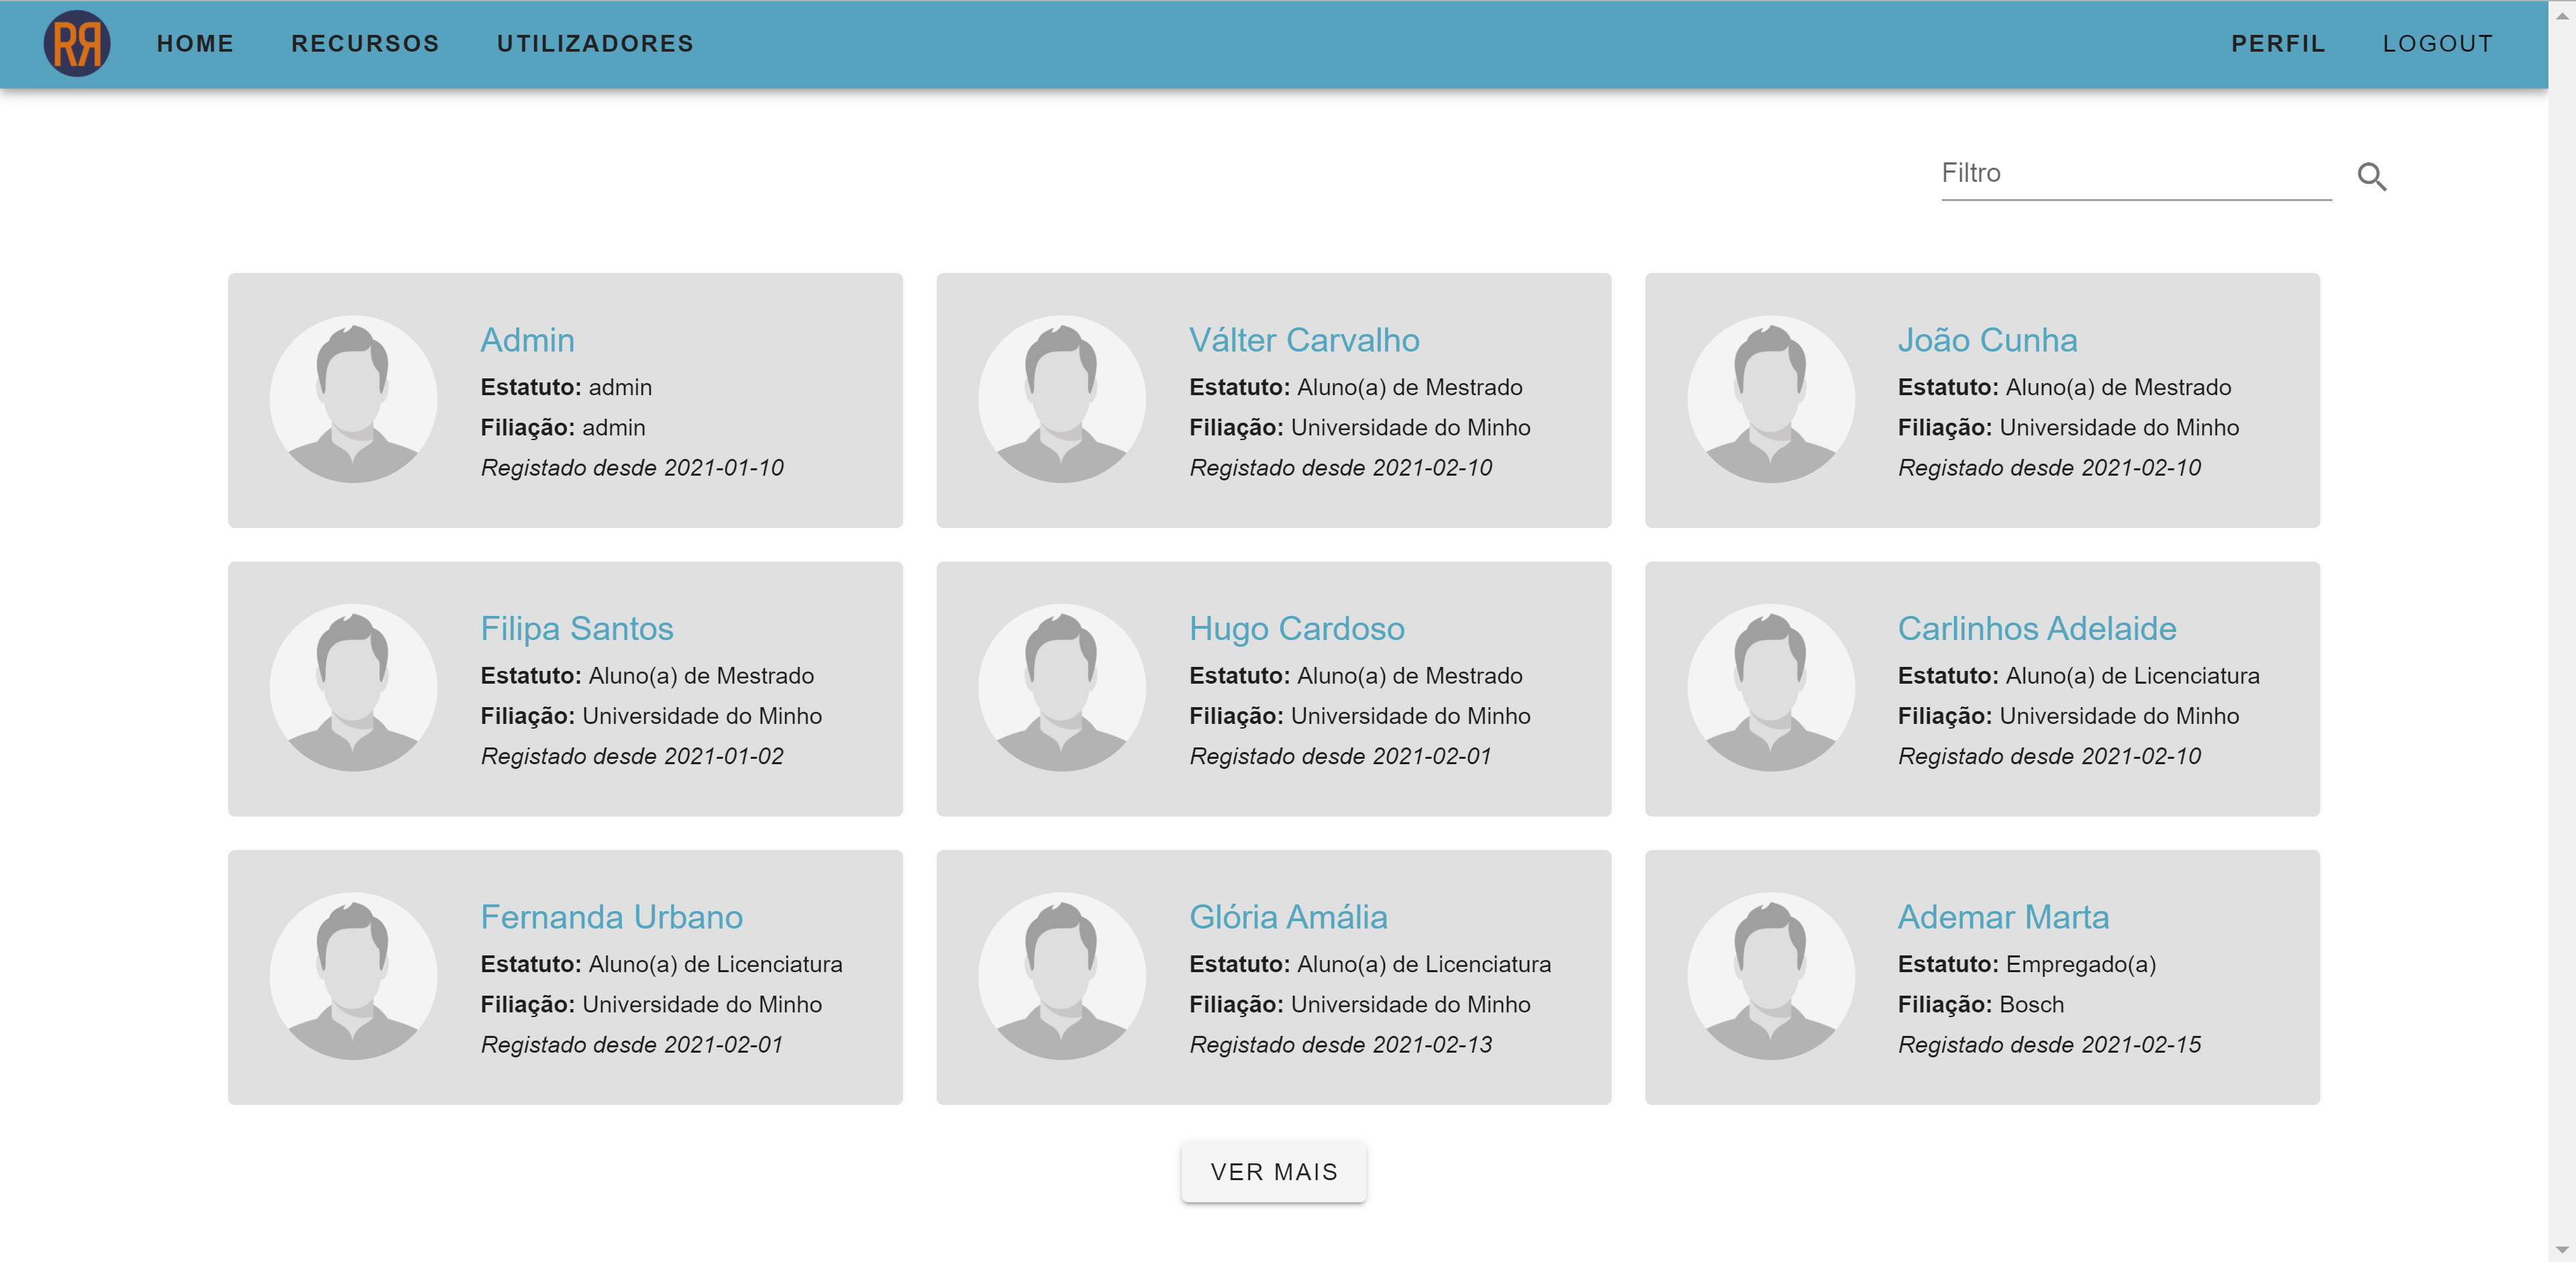 RR HOME RECURSOS UTILIZADORES PERFIL LOGOUT
Filtro
Admin
Estatuto: admin
Filiação: admin
Registado desde 2021-01-10
Válter Carvalho
Estatuto: Aluno(a) de Mestrado
Filiação: Universidade do Minho
Registado desde 2021-02-10
João Cunha
Estatuto: Aluno(a) de Mestrado
Filiação: Universidade do Minho
Registado desde 2021-02-10
Filipa Santos
Estatuto: Aluno(a) de Mestrado
Filiação: Universidade do Minho
Registado desde 2021-01-02
Hugo Cardoso
Estatuto: Aluno(a) de Mestrado
Filiação: Universidade do Minho
Registado desde 2021-02-01
Carlinhos Adelaide
Estatuto: Aluno(a) de Licenciatura
Filiação: Universidade do Minho
Registado desde 2021-02-10
Fernanda Urbano
Estatuto: Aluno(a) de Licenciatura
Filiação: Universidade do Minho
Registado desde 2021-02-01
Glória Amália
Estatuto: Aluno(a) de Licenciatura
Filiação: Universidade do Minho
Registado desde 2021-02-13
Ademar Marta
Estatuto: Empregado(a)
Filiação: Bosch
Registado desde 2021-02-15
VER MAIS